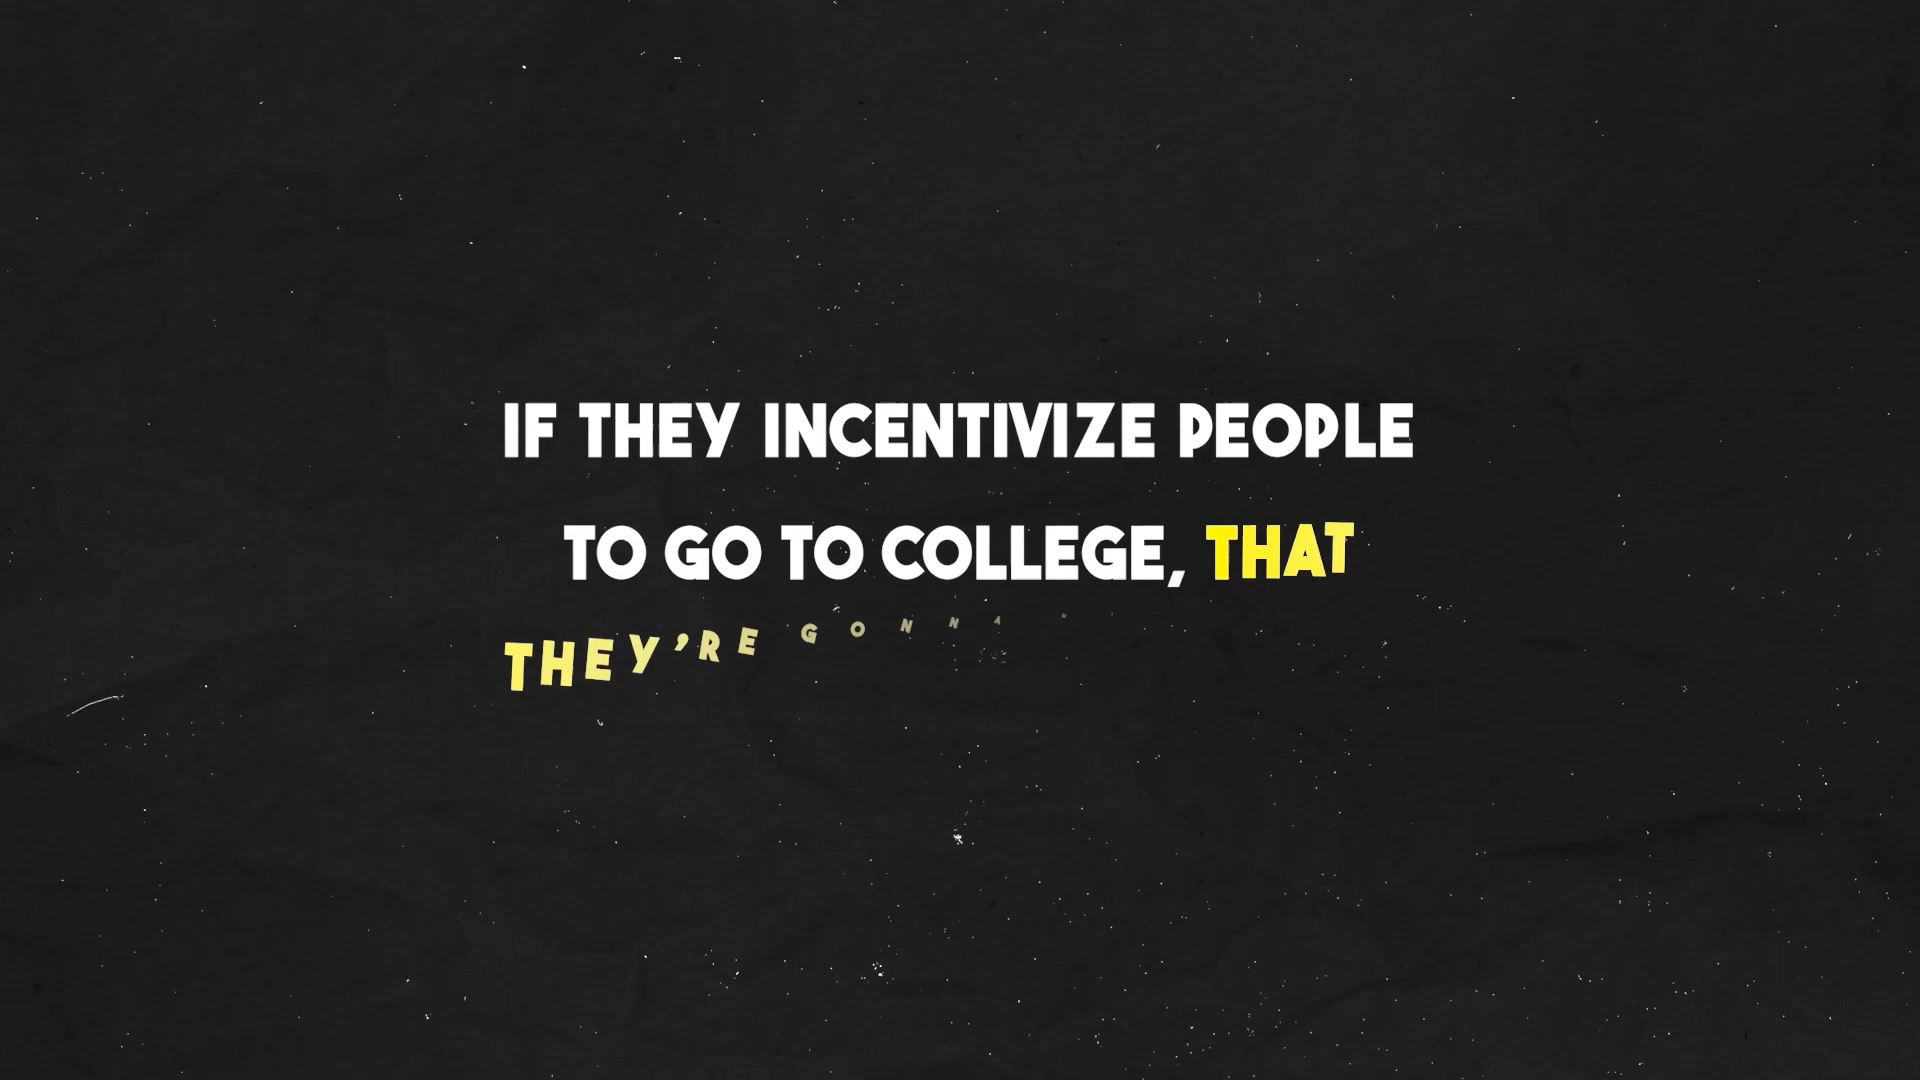 IF THEY INCENTIVIZE PEOPLE
TO GO TO COLLEGE, THAT
THEY’RE GONNA